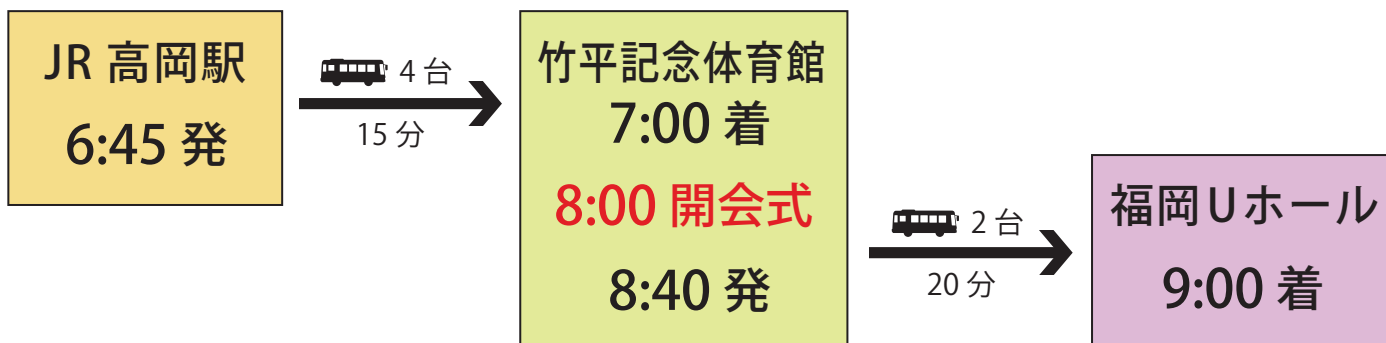 JR 高岡駅
6:45 発
4 台
15 分
竹平記念体育館
7:00 着
8:00 開会式
8:40 発
2 台
20 分
福岡Uホール
9:00 着